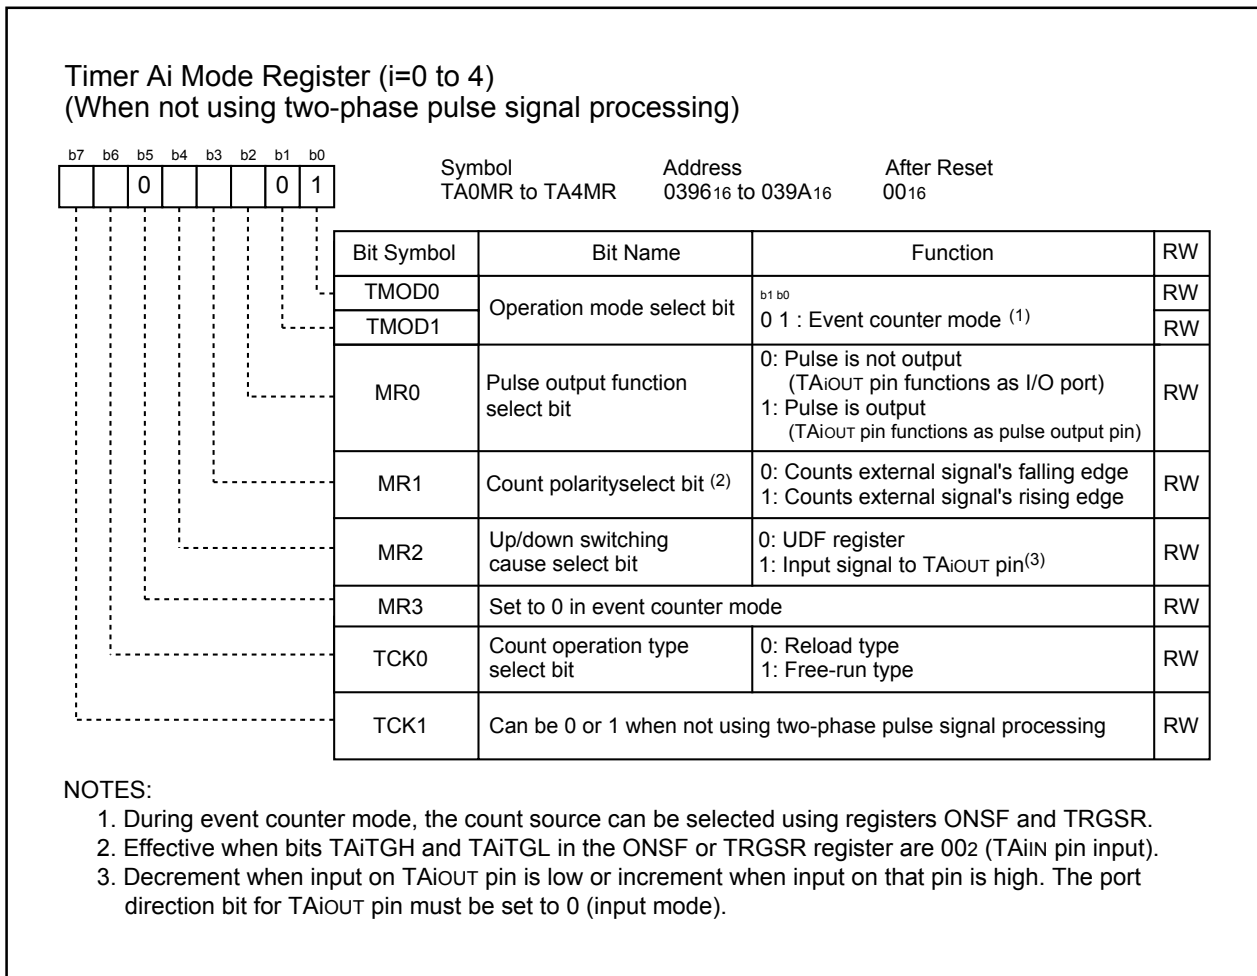 Timer Ai Mode Register (i=0 to 4)
(When not using two-phase pulse signal processing)
b7 b6 b5 b4 b3 b2 b1 b0
0 0 1
Symbol Address After Reset
TA0MR to TA4MR 039616 to 039A16 0016
Bit Symbol Bit Name Function RW
TMOD0 RW
TMOD1 RW
Operation mode select bit
b1 b0
0 1 : Event counter mode (1)
MR0
Pulse output function
select bit
0: Pulse is not output
(TAiOUT pin functions as I/O port)
1: Pulse is output
(TAiOUT pin functions as pulse output pin)
RW
MR1
Count polarityselect bit (2)
0: Counts external signal's falling edge
1: Counts external signal's rising edge
RW
MR2
Up/down switching
cause select bit
0: UDF register
1: Input signal to TAiOUT pin(3)
RW
MR3 Set to 0 in event counter mode RW
TCK0
Count operation type
select bit
0: Reload type
1: Free-run type
RW
TCK1 Can be 0 or 1 when not using two-phase pulse signal processing RW
NOTES:
1. During event counter mode, the count source can be selected using registers ONSF and TRGSR.
2. Effective when bits TAiTGH and TAiTGL in the ONSF or TRGSR register are 002 (TAiIN pin input).
3. Decrement when input on TAiOUT pin is low or increment when input on that pin is high. The port
direction bit for TAiOUT pin must be set to 0 (input mode).